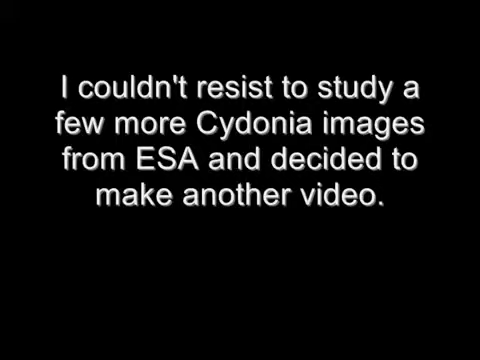 I couldn't resist to study a
few more Cydonia images
from ESA and decided to
make another video.